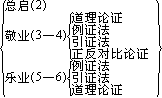 总启(2)
敬业(3—4)
道理论证
例证法
引证法
正反对比论证
乐业(5—6)
例证法
引证法
道理论证